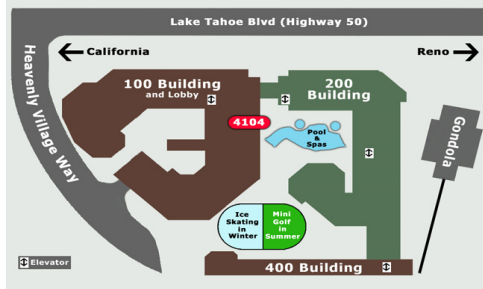 Lake Tahoe Blvd (Highway 50)
California
Reno
Heavenly Village Way
100 Building
and Lobby
200
Building
4104
Pool
&
Spas
Gondola
Ice
Skating
in
Winter
Mini
Golf
in
Summer
Elevator
400 Building